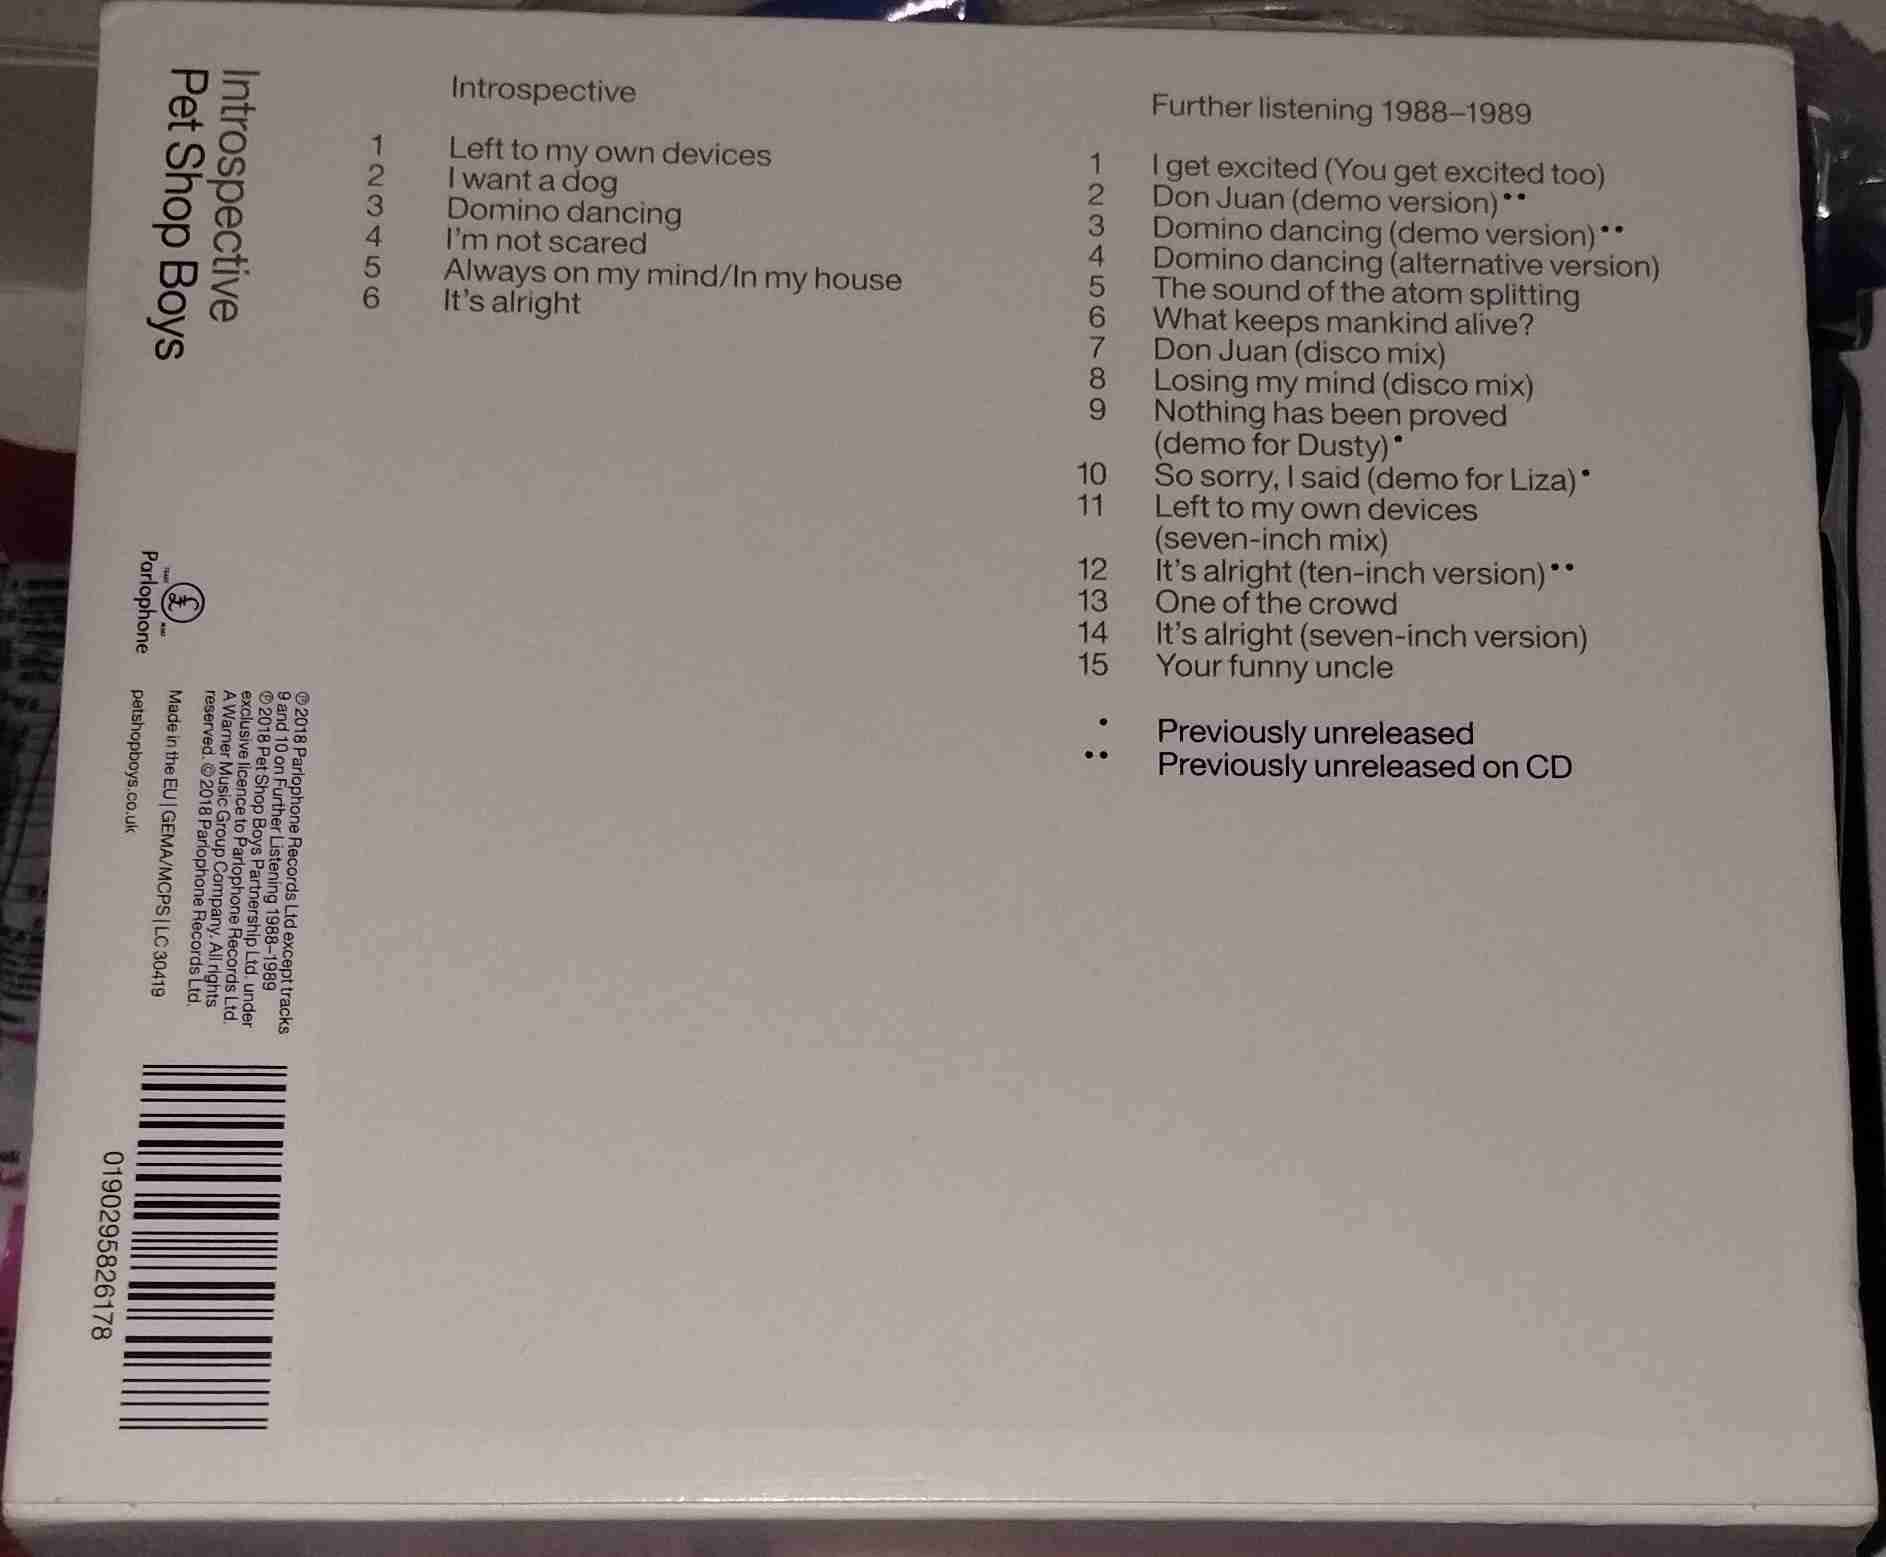 Introspective
Pet Shop Boys
Introspective
1 Left to my own devices
2 I want a dog
3 Domino dancing
4 I'm not scared
5 Always on my mind/In my house
6 It's alright
Further listening 1988–1989
1 I get excited (You get excited too)
2 Don Juan (demo version)••
3 Domino dancing (demo version)••
4 Domino dancing (alternative version)
5 The sound of the atom splitting
6 What keeps mankind alive?
7 Don Juan (disco mix)
8 Losing my mind (disco mix)
9 Nothing has been proved
(demo for Dusty)•
10 So sorry, I said (demo for Liza)•
11 Left to my own devices
(seven-inch mix)
12 It's alright (ten-inch version)••
13 One of the crowd
14 It's alright (seven-inch version)
15 Your funny uncle
• Previously unreleased
•• Previously unreleased on CD
Parlophone
℗ 2018 Parlophone Records Ltd except tracks
9 and 10 on Further Listening 1988–1989
℗ 2018 Pet Shop Boys Partnership Ltd. under
exclusive licence to Parlophone Records Ltd.
A Warner Music Group Company. All rights
reserved. © 2018 Parlophone Records Ltd.
Made in the EU | GEMA/MCPS | LC 30419
petshopboys.co.uk
0190295826178